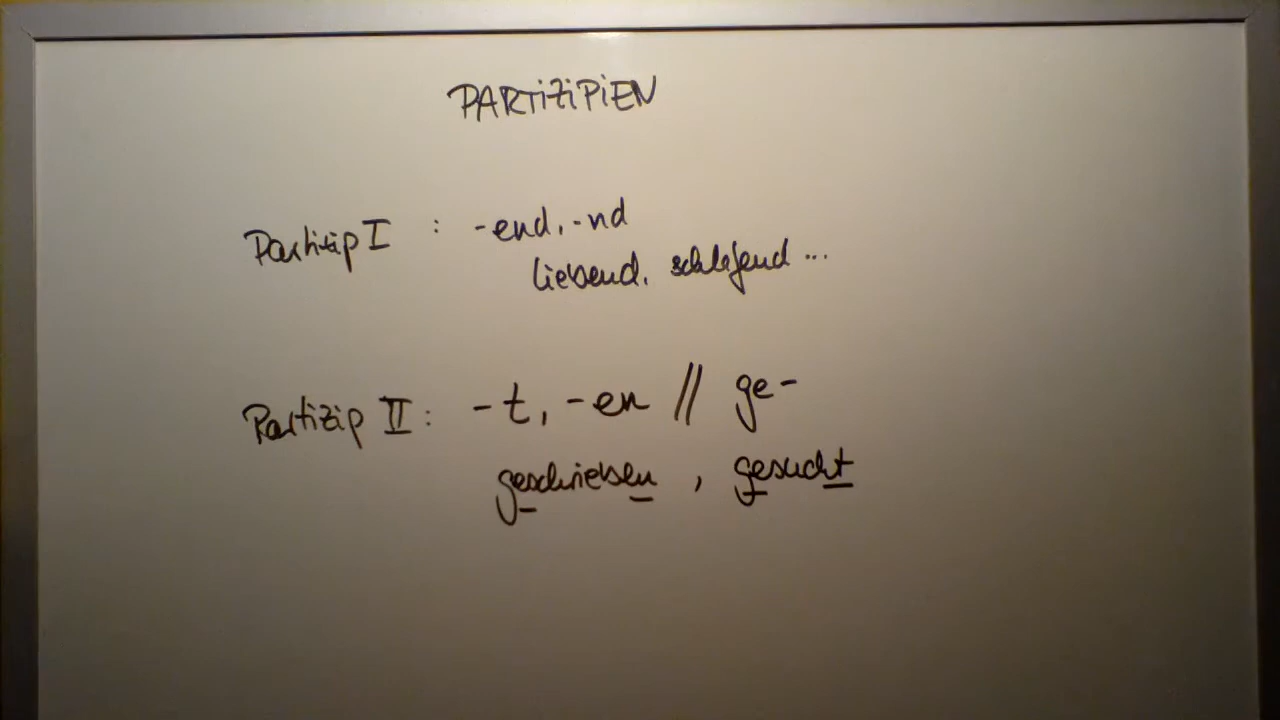 PARTIZIPIEN
Partizip I : -end, -nd
liebend, schlafend ...
Partizip II : -t, -en // ge-
geschrieben , gesucht